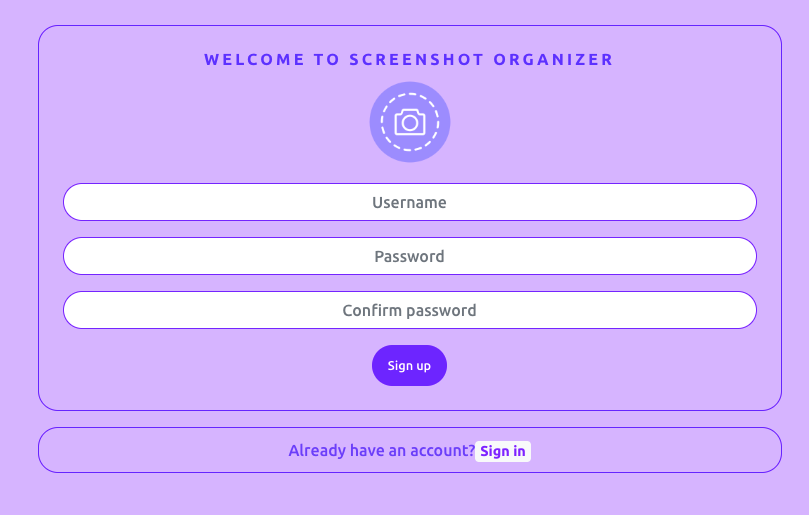 WELCOME TO SCREENSHOT ORGANIZER
Username
Password
Confirm password
Sign up
Already have an account? Sign in